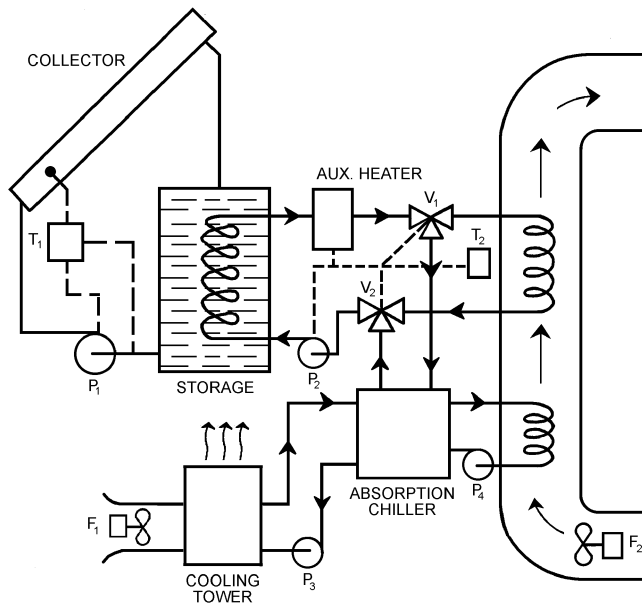 COLLECTOR
AUX. HEATER
V1
T1
T2
V2
P1
STORAGE
P2
P4
ABSORPTION
CHILLER
F1
F2
P3
COOLING
TOWER